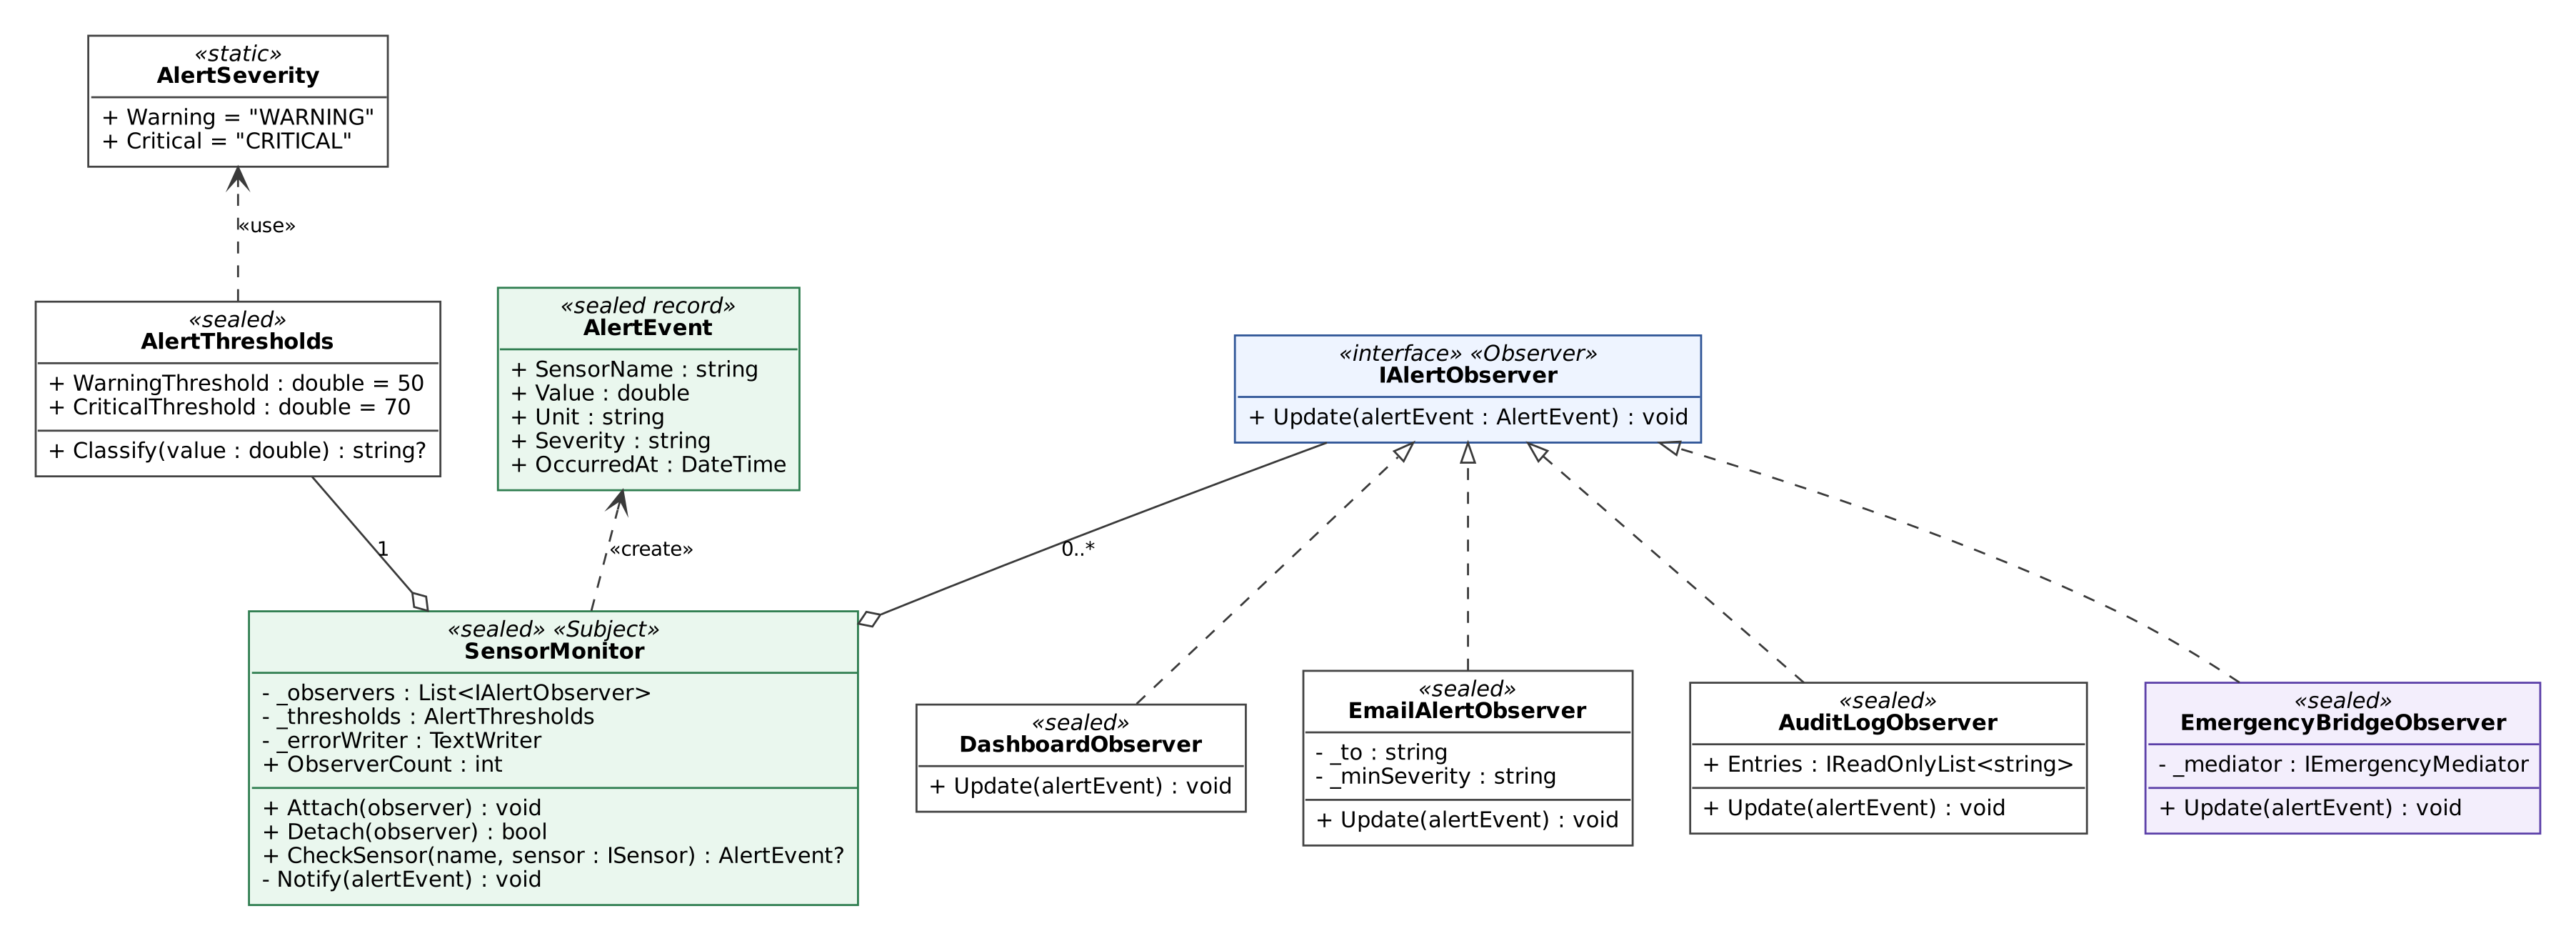 «static»
AlertSeverity
+ Warning = "WARNING"
+ Critical = "CRITICAL"
«use»
«sealed»
AlertThresholds
+ WarningThreshold : double = 50
+ CriticalThreshold : double = 70
+ Classify(value : double) : string?
«sealed record»
AlertEvent
+ SensorName : string
+ Value : double
+ Unit : string
+ Severity : string
+ OccurredAt : DateTime
«interface» «Observer»
IAlertObserver
+ Update(alertEvent : AlertEvent) : void
1
«create»
0..*
«sealed» «Subject»
SensorMonitor
- _observers : List<IAlertObserver>
- _thresholds : AlertThresholds
- _errorWriter : TextWriter
+ ObserverCount : int
+ Attach(observer) : void
+ Detach(observer) : bool
+ CheckSensor(name, sensor : ISensor) : AlertEvent?
- Notify(alertEvent) : void
«sealed»
DashboardObserver
+ Update(alertEvent) : void
«sealed»
EmailAlertObserver
- _to : string
- _minSeverity : string
+ Update(alertEvent) : void
«sealed»
AuditLogObserver
+ Entries : IReadOnlyList<string>
+ Update(alertEvent) : void
«sealed»
EmergencyBridgeObserver
- _mediator : IEmergencyMediator
+ Update(alertEvent) : void